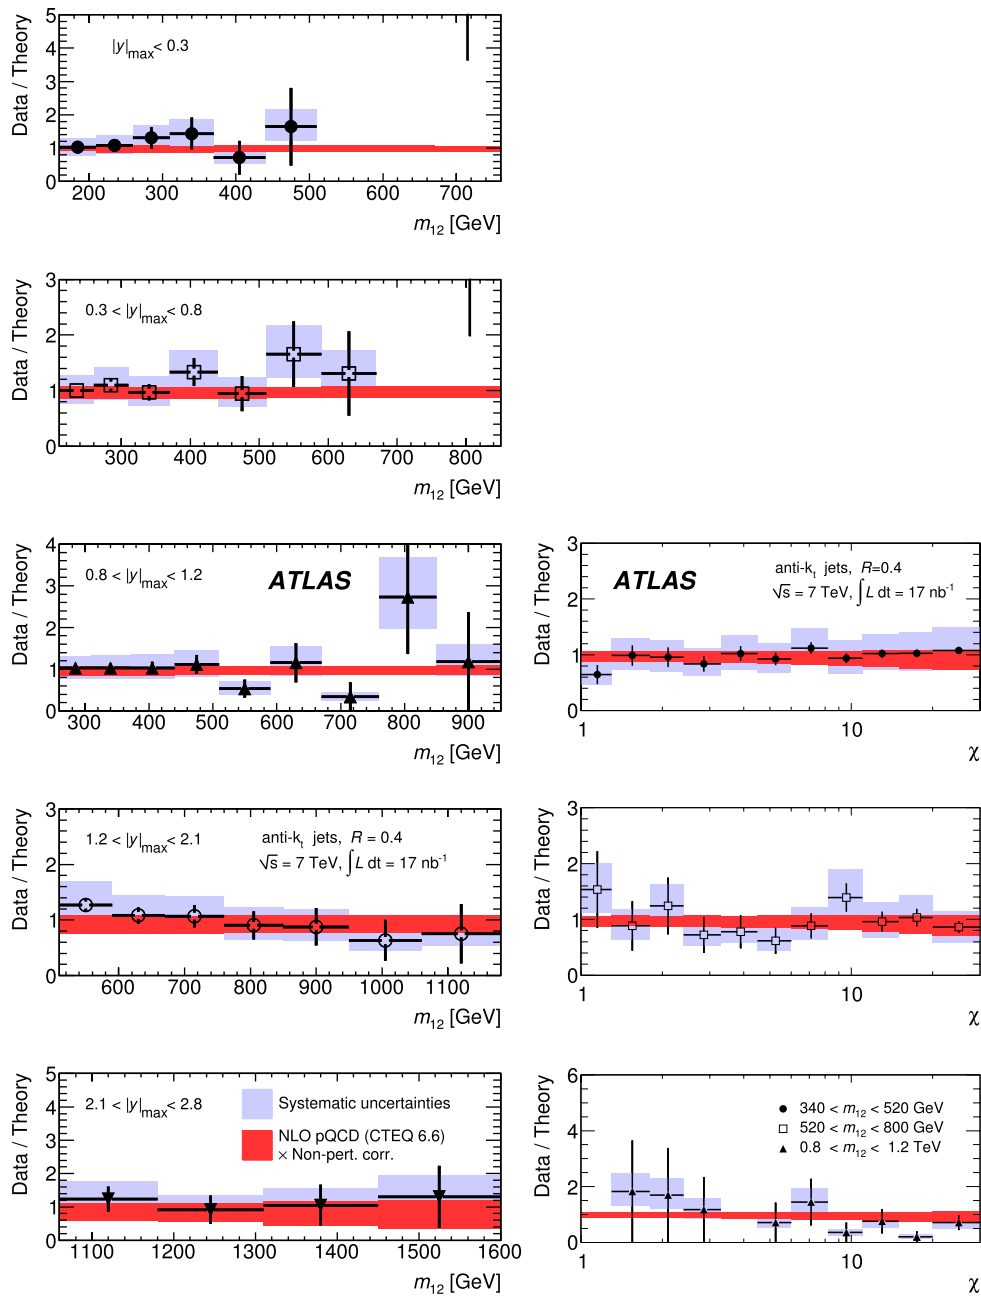 Data / Theory
5
4
3
2
1
0
|y|max < 0.3
200 300 400 500 600 700
m12 [GeV]
Data / Theory
3
2
1
0
0.3 < |y|max < 0.8
300 400 500 600 700 800
m12 [GeV]
Data / Theory
4
3
2
1
0
0.8 < |y|max < 1.2
ATLAS
300 400 500 600 700 800 900
m12 [GeV]
Data / Theory
3
2
1
0
ATLAS
anti-kt jets, R=0.4
√s = 7 TeV, ∫L dt = 17 nb-1
1 10
χ
Data / Theory
3
2
1
0
1.2 < |y|max < 2.1
anti-kt jets, R = 0.4
√s = 7 TeV, ∫L dt = 17 nb-1
600 700 800 900 1000 1100
m12 [GeV]
Data / Theory
3
2
1
0
1 10
χ
Data / Theory
5
4
3
2
1
0
2.1 < |y|max < 2.8
Systematic uncertainties
NLO pQCD (CTEQ 6.6)
× Non-pert. corr.
1100 1200 1300 1400 1500 1600
m12 [GeV]
Data / Theory
6
4
2
0
340 < m12 < 520 GeV
520 < m12 < 800 GeV
0.8 < m12 < 1.2 TeV
1 10
χ